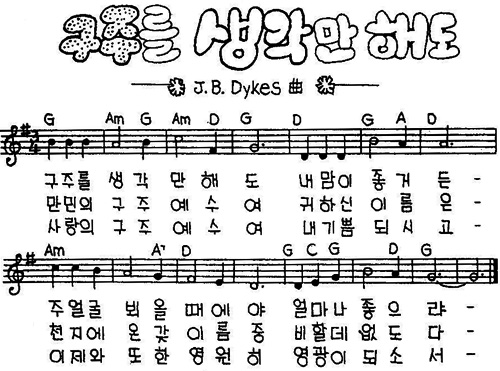 구주를 생각만 해도
J.B. Dykes 曲
G Am G Am D G D G A D
3/4
구주를 생각 만해도 내맘이 좋거든-
만민의 구주 예수여 귀하신 이름은-
사랑의 구주 예수여 내기쁨 되시고-
Am A7 D G C G D G
주얼굴 뵈올 때에야 얼마나 좋으랴-
천지에 온갖 이름중 비할데 없도다-
이제와 또한 영원히 영광이 되소서-